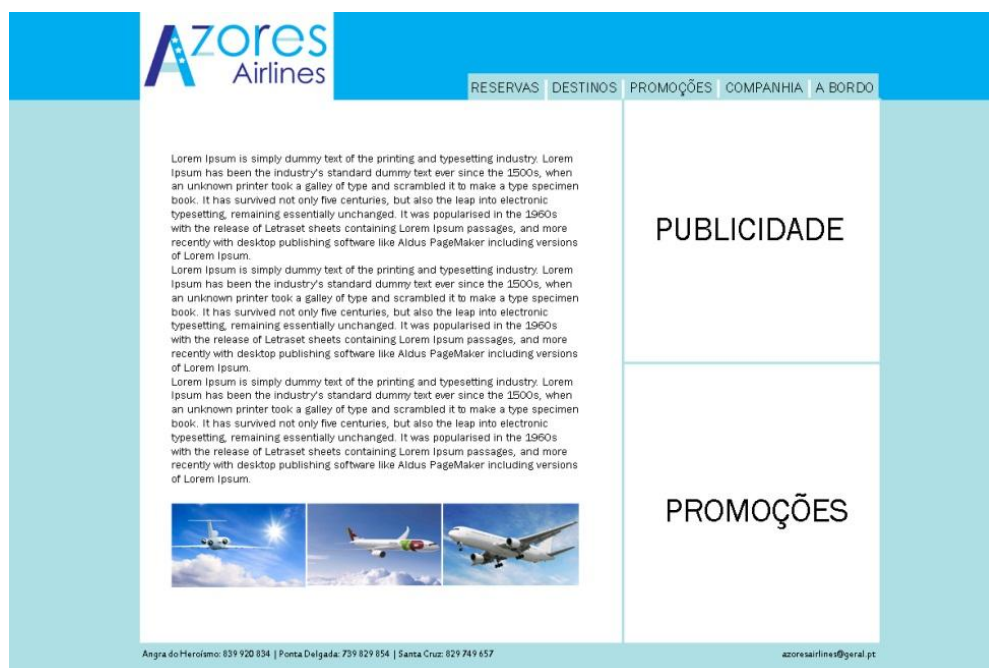 Azores
Airlines
RESERVAS DESTINOS PROMOÇÕES COMPANHIA A BORDO
Lorem Ipsum is simply dummy text of the printing and typesetting industry. Lorem
Ipsum has been the industry's standard dummy text ever since the 1500s, when
an unknown printer took a galley of type and scrambled it to make a type specimen
book. It has survived not only five centuries, but also the leap into electronic
typesetting, remaining essentially unchanged. It was popularised in the 1960s
with the release of Letraset sheets containing Lorem Ipsum passages, and more
recently with desktop publishing software like Aldus PageMaker including versions
of Lorem Ipsum.
Lorem Ipsum is simply dummy text of the printing and typesetting industry. Lorem
Ipsum has been the industry's standard dummy text ever since the 1500s, when
an unknown printer took a galley of type and scrambled it to make a type specimen
book. It has survived not only five centuries, but also the leap into electronic
typesetting, remaining essentially unchanged. It was popularised in the 1960s
with the release of Letraset sheets containing Lorem Ipsum passages, and more
recently with desktop publishing software like Aldus PageMaker including versions
of Lorem Ipsum.
Lorem Ipsum is simply dummy text of the printing and typesetting industry. Lorem
Ipsum has been the industry's standard dummy text ever since the 1500s, when
an unknown printer took a galley of type and scrambled it to make a type specimen
book. It has survived not only five centuries, but also the leap into electronic
typesetting, remaining essentially unchanged. It was popularised in the 1960s
with the release of Letraset sheets containing Lorem Ipsum passages, and more
recently with desktop publishing software like Aldus PageMaker including versions
of Lorem Ipsum.
PUBLICIDADE
PROMOÇÕES
Angra do Heroísmo: 839 920 834 | Ponta Delgada: 739 829 854 | Santa Cruz: 829 749 657
azoresairlines@geral.pt